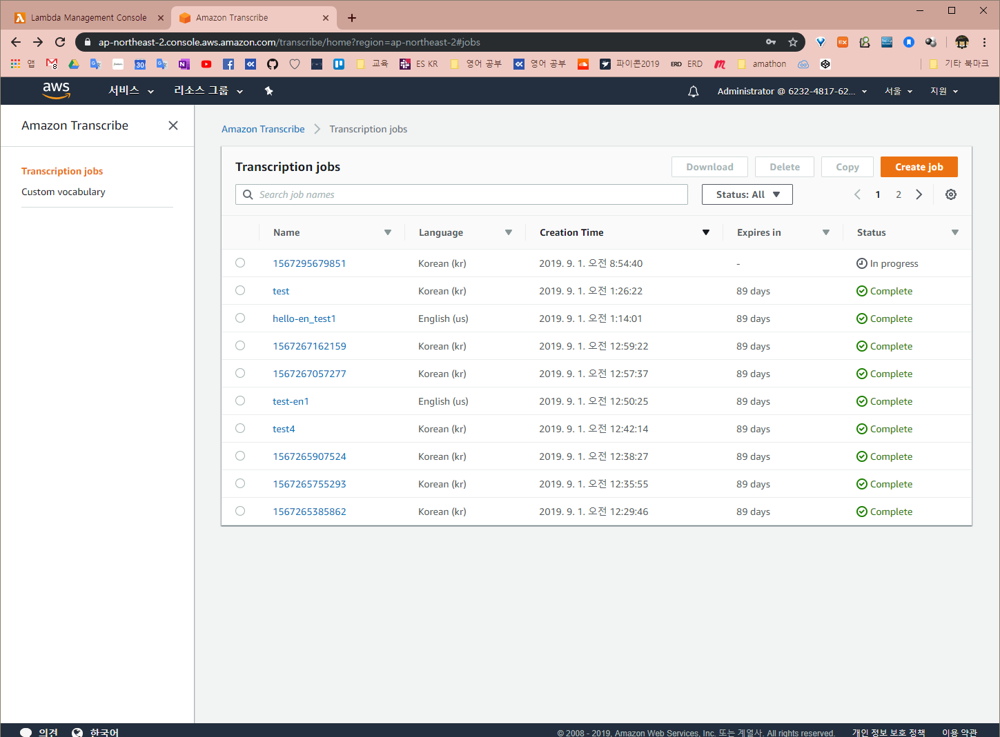 Lambda Management Console
Amazon Transcribe
ap-northeast-2.console.aws.amazon.com/transcribe/home?region=ap-northeast-2#jobs
앱 30 교육 ES KR 영어 공부 영어 공부 파이콘2019 ERD ERD amathon 기타 북마크
aws 서비스 리소스 그룹 Administrator @ 6232-4817-62... 서울 지원
Amazon Transcribe
Transcription jobs
Custom vocabulary
Amazon Transcribe Transcription jobs
Transcription jobs Download Delete Copy Create job
Search job names Status: All 1 2
Name Language Creation Time Expires in Status
1567295679851 Korean (kr) 2019. 9. 1. 오전 8:54:40 - In progress
test Korean (kr) 2019. 9. 1. 오전 1:26:22 89 days Complete
hello-en_test1 English (us) 2019. 9. 1. 오전 1:14:01 89 days Complete
1567267162159 Korean (kr) 2019. 9. 1. 오전 12:59:22 89 days Complete
1567267057277 Korean (kr) 2019. 9. 1. 오전 12:57:37 89 days Complete
test-en1 English (us) 2019. 9. 1. 오전 12:50:25 89 days Complete
test4 Korean (kr) 2019. 9. 1. 오전 12:42:14 89 days Complete
1567265907524 Korean (kr) 2019. 9. 1. 오전 12:38:27 89 days Complete
1567265755293 Korean (kr) 2019. 9. 1. 오전 12:35:55 89 days Complete
1567265385862 Korean (kr) 2019. 9. 1. 오전 12:29:46 89 days Complete
의견 한국어 © 2008 - 2019, Amazon Web Services, Inc. 또는 계열사. All rights reserved. 개인 정보 보호 정책 이용 약관